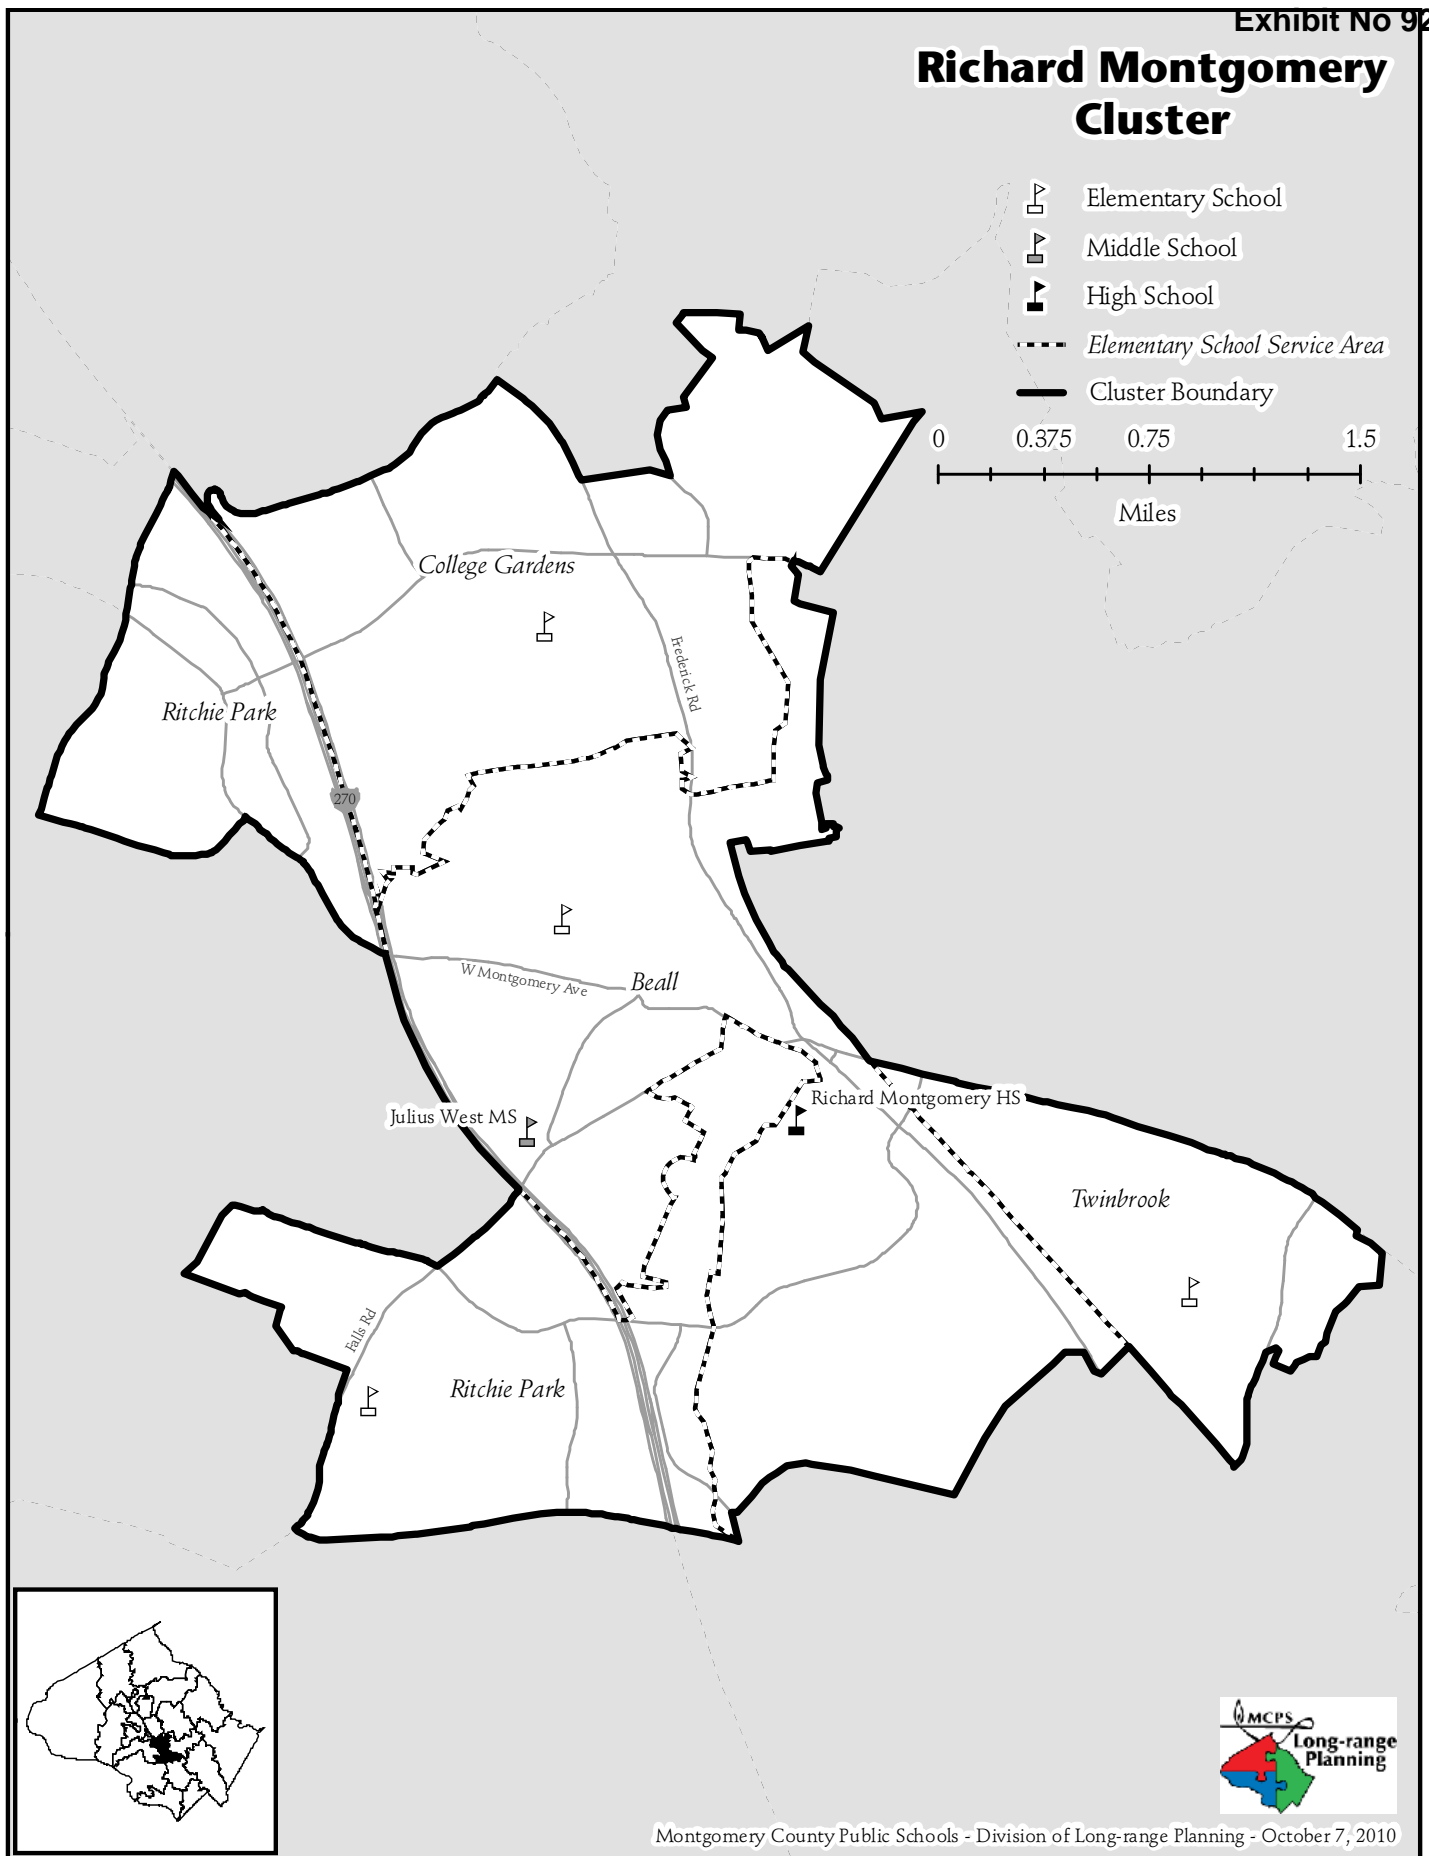 Exhibit No 92
Richard Montgomery
Cluster
Elementary School
Middle School
High School
Elementary School Service Area
Cluster Boundary
0 0.375 0.75 1.5
Miles
College Gardens
Frederick Rd
Ritchie Park
270
W Montgomery Ave
Beall
Julius West MS
Richard Montgomery HS
Twinbrook
Falls Rd
Ritchie Park
MCPS
Long-range
Planning
Montgomery County Public Schools - Division of Long-range Planning - October 7, 2010